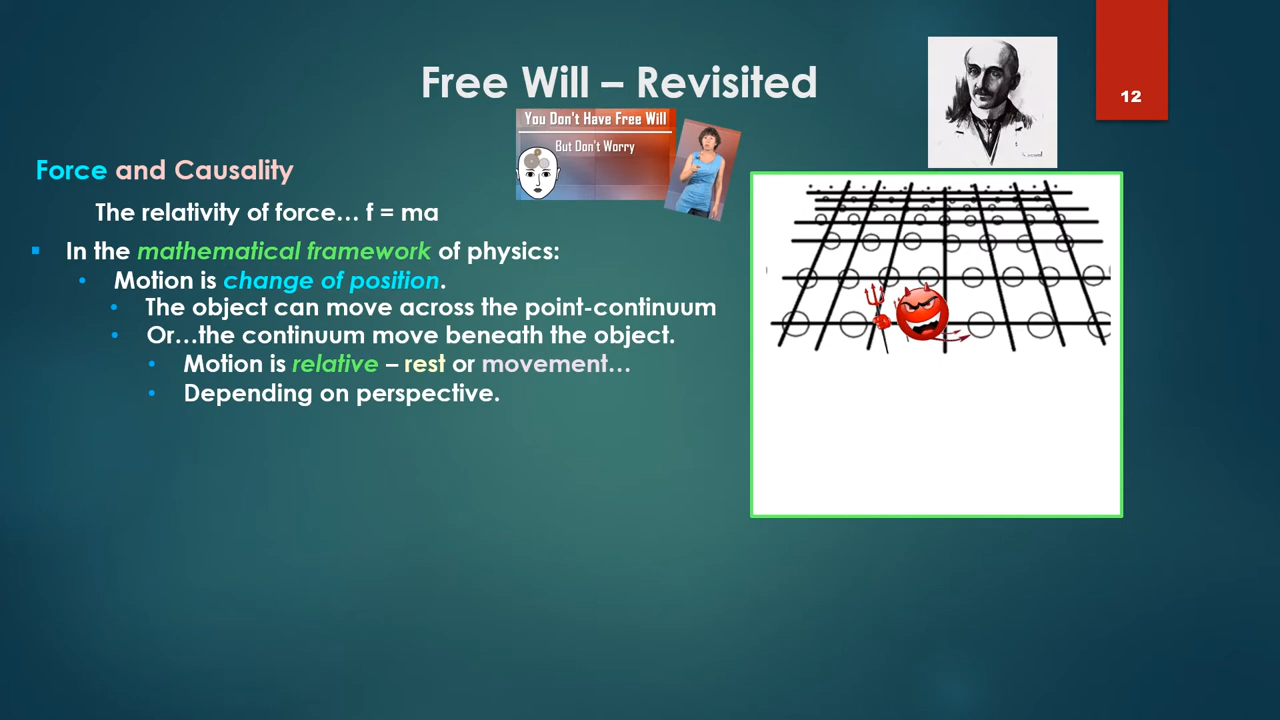 Free Will – Revisited
12
You Don't Have Free Will
But Don't Worry
Force and Causality
The relativity of force… f = ma
In the mathematical framework of physics:
Motion is change of position.
The object can move across the point-continuum
Or…the continuum move beneath the object.
Motion is relative – rest or movement…
Depending on perspective.